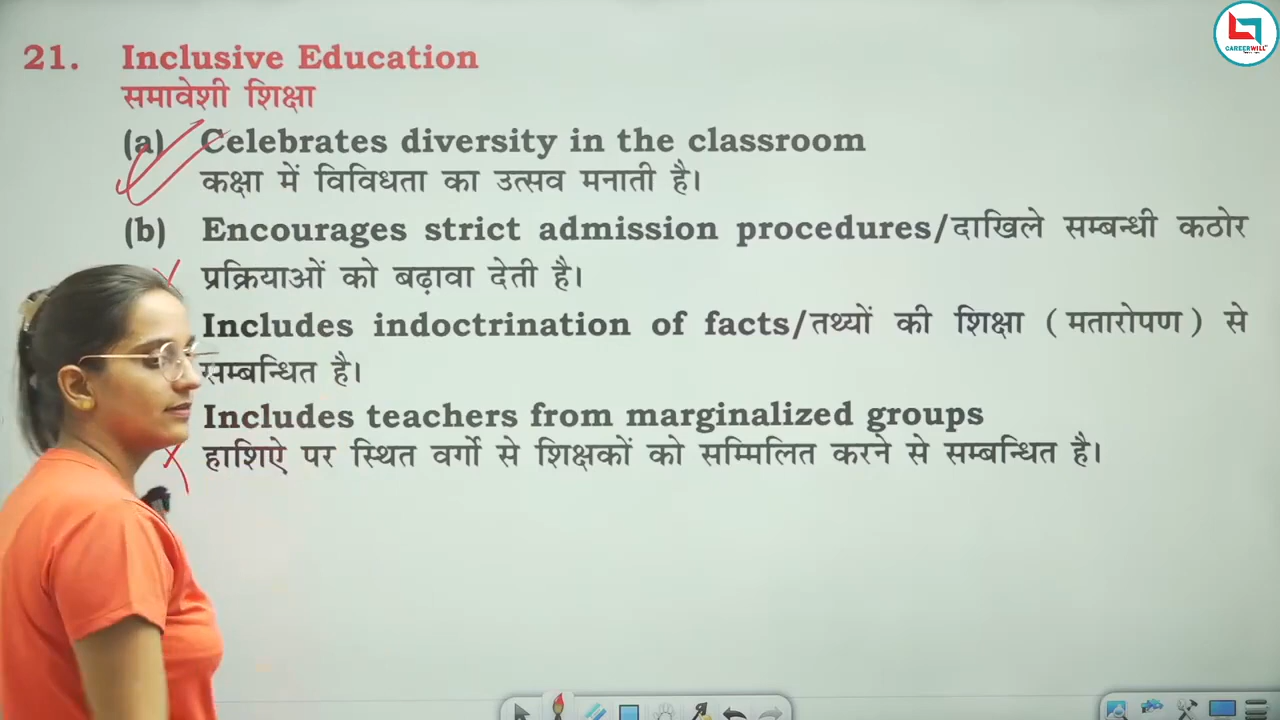 CAREERWILL
21. Inclusive Education
समावेशी शिक्षा
(a) Celebrates diversity in the classroom
कक्षा में विविधता का उत्सव मनाती है।
(b) Encourages strict admission procedures/दाखिले सम्बन्धी कठोर
प्रक्रियाओं को बढ़ावा देती है।
Includes indoctrination of facts/तथ्यों की शिक्षा (मतारोपण) से
सम्बन्धित है।
Includes teachers from marginalized groups
हाशिऐ पर स्थित वर्गो से शिक्षकों को सम्मिलित करने से सम्बन्धित है।